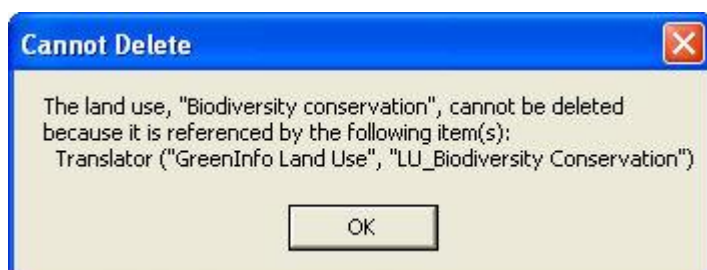 Cannot Delete
The land use, "Biodiversity conservation", cannot be deleted
because it is referenced by the following item(s):
Translator ("GreenInfo Land Use", "LU_Biodiversity Conservation")
OK